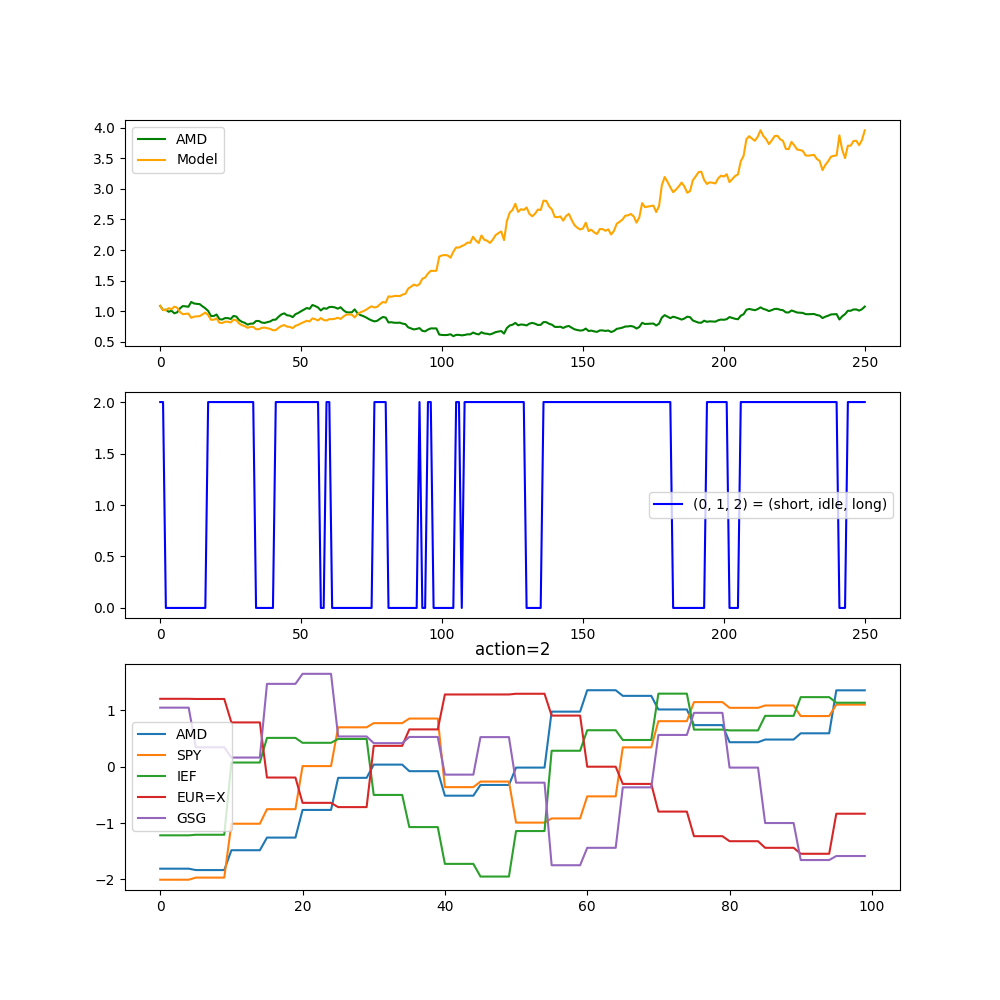 4.0
3.5
3.0
2.5
2.0
1.5
1.0
0.5
AMD
Model
0 50 100 150 200 250
2.0
1.5
1.0
0.5
0.0
(0, 1, 2) = (short, idle, long)
0 50 100 150 200 250
action=2
1
0
−1
−2
AMD
SPY
IEF
EUR=X
GSG
0 20 40 60 80 100